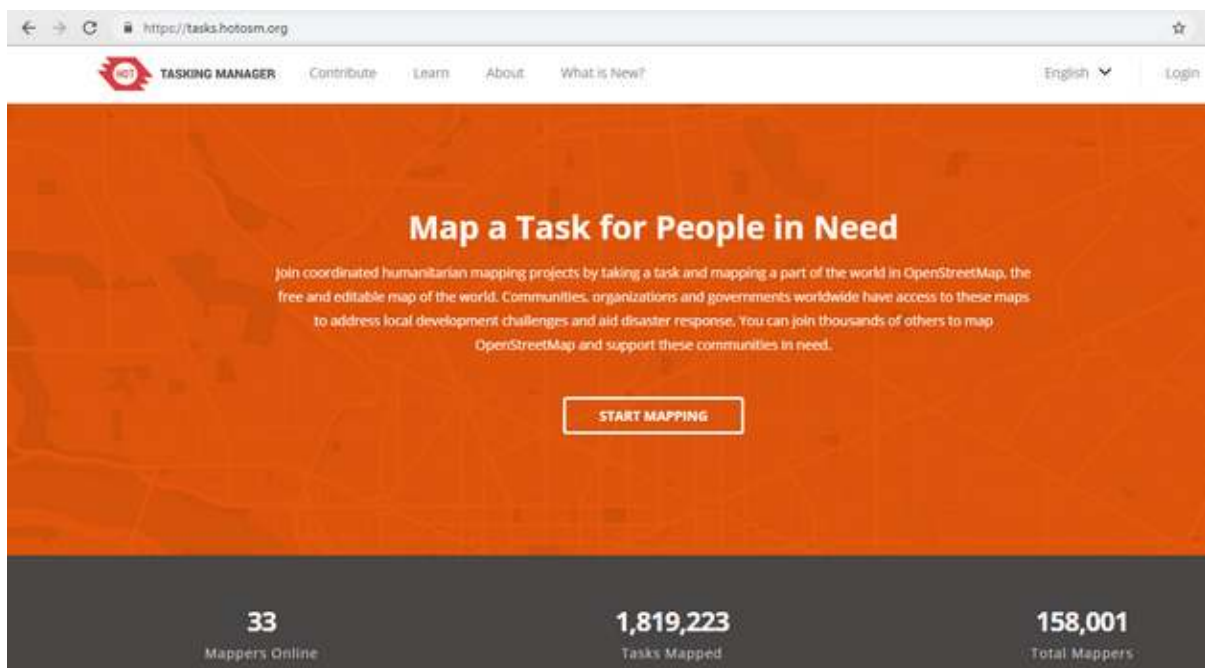 https://tasks.hotosm.org
HOT TASKING MANAGER Contribute Learn About What is New? English Login
Map a Task for People in Need
Join coordinated humanitarian mapping projects by taking a task and mapping a part of the world in OpenStreetMap, the
free and editable map of the world. Communities, organizations and governments worldwide have access to these maps
to address local development challenges and aid disaster response. You can join thousands of others to map
OpenStreetMap and support these communities in need.
START MAPPING
33 1,819,223 158,001
Mappers Online Tasks Mapped Total Mappers